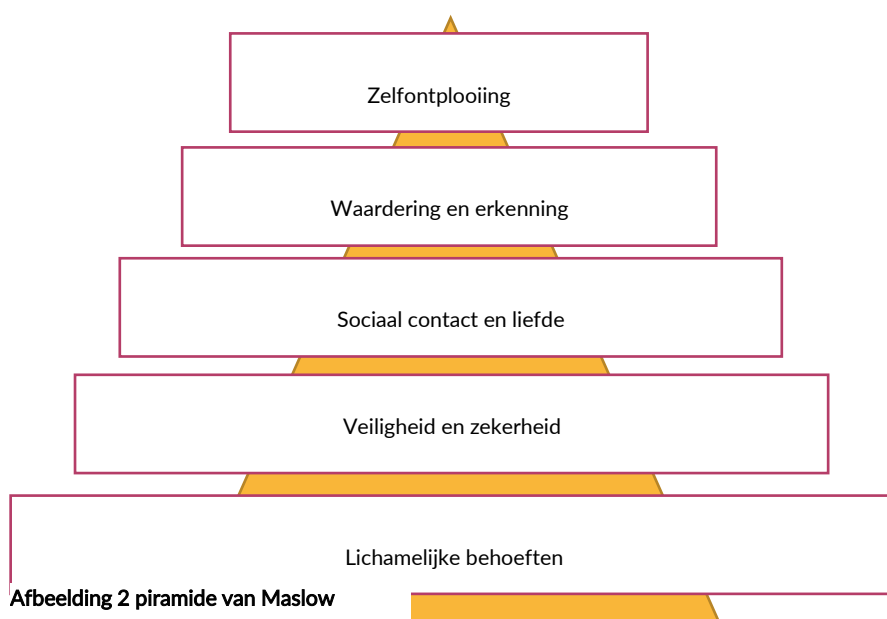 Zelfontplooiing
Waardering en erkenning
Sociaal contact en liefde
Veiligheid en zekerheid
Lichamelijke behoeften
Afbeelding 2 piramide van Maslow